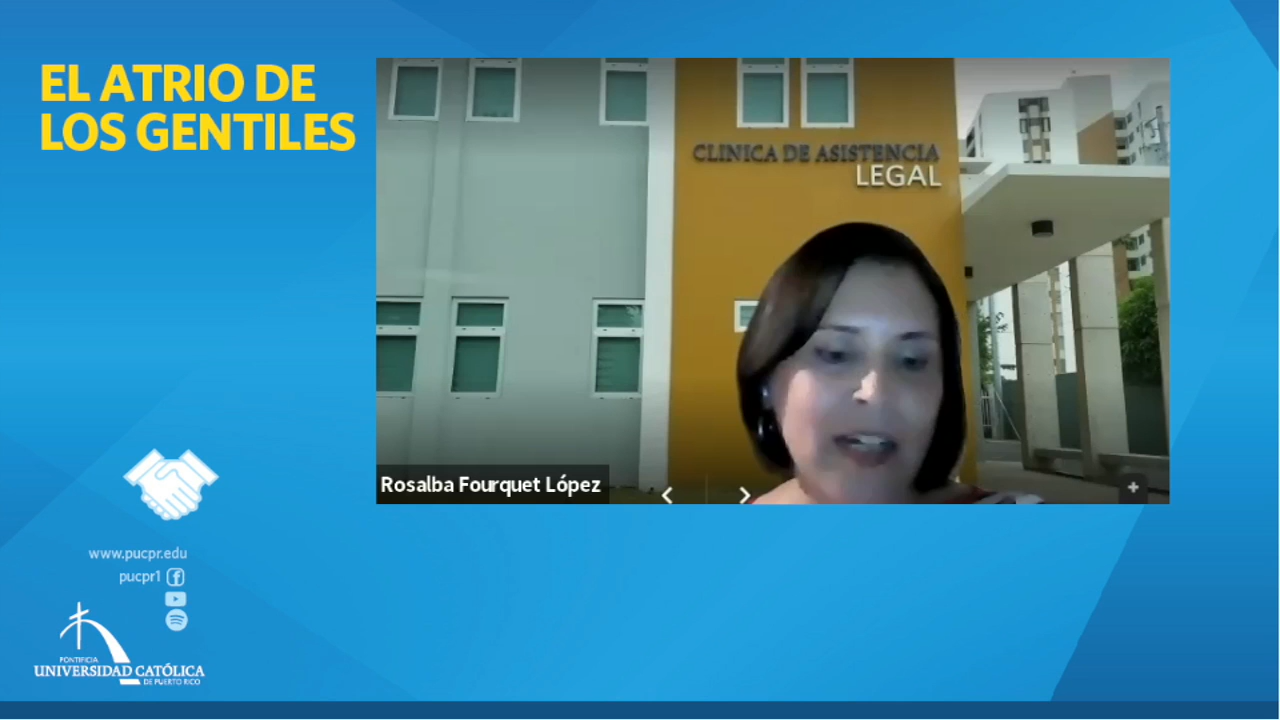 EL ATRIO DE
LOS GENTILES
CLINICA DE ASISTENCIA
LEGAL
Rosalba Fourquet López
www.pucpr.edu
pucpr1
PONTIFICIA
UNIVERSIDAD CATÓLICA
DE PUERTO RICO